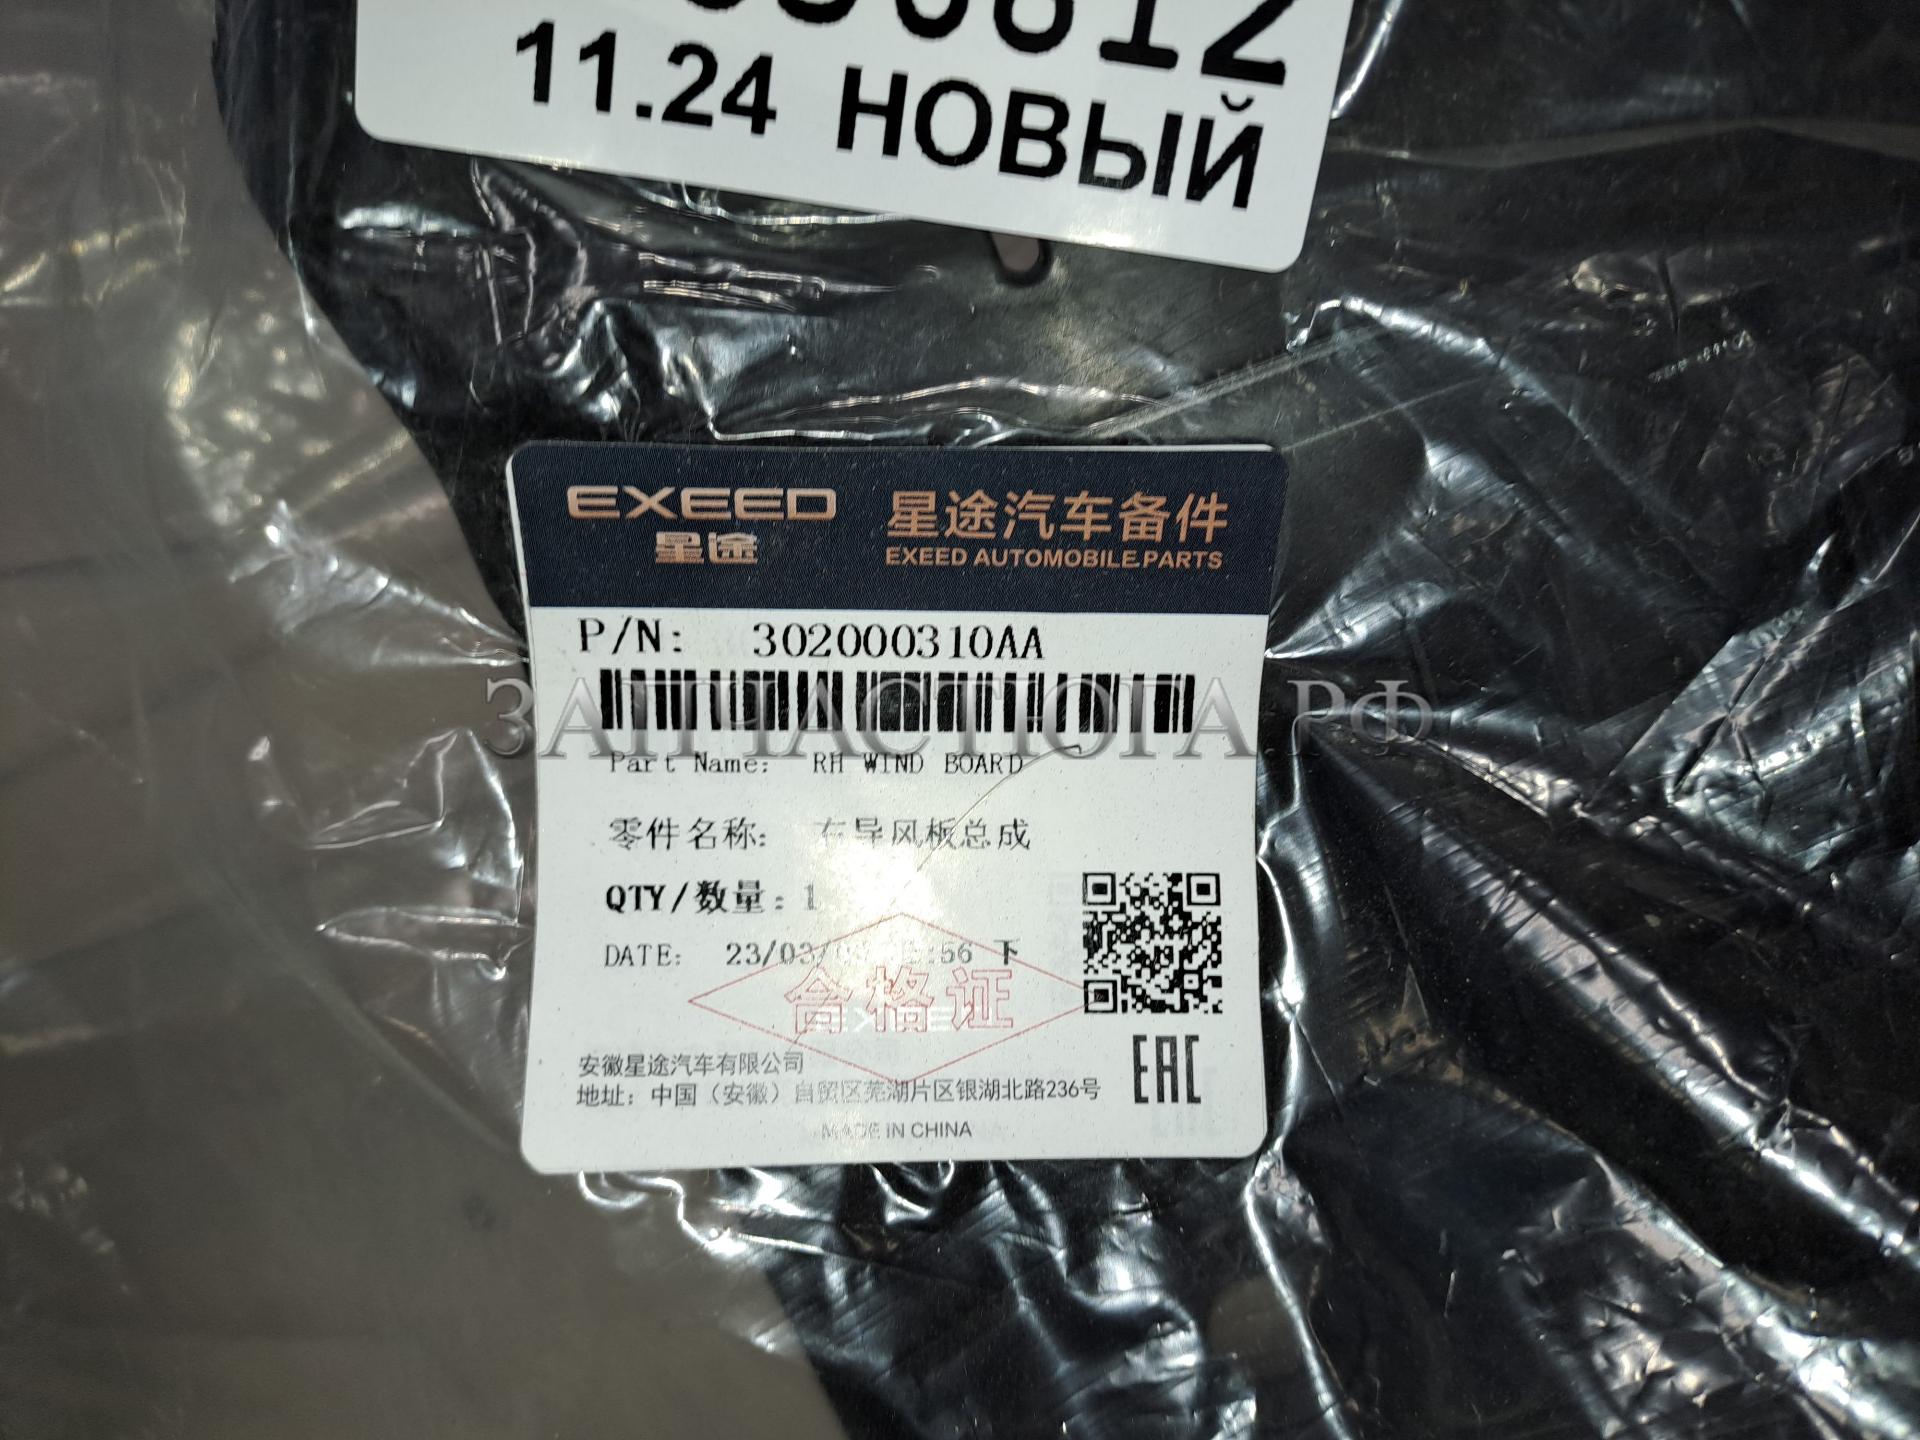 11.24 НОВЫЙ
EXEED
星途
星途汽车备件
EXEED AUTOMOBILE PARTS
P/N: 302000310AA
ЗАПЧАСТЮГА.РФ
Part Name: RH WIND BOARD
零件名称: 右导风板总成
QTY/数量: 1
DATE: 23/03/ :56 下
合格证
EAC
安徽星途汽车有限公司
地址：中国（安徽）自贸区芜湖片区银湖北路236号
MADE IN CHINA